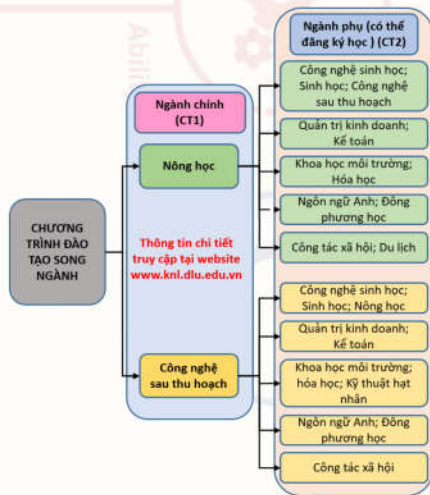 Abili
Ngành phụ (có thể
đăng ký học ) (CT2)
Công nghệ sinh học;
Sinh học; Công nghệ
sau thu hoạch
Ngành chính
(CT1)
Quản trị kinh doanh;
Kế toán
Nông học
Khoa học môi trường;
Hóa học
Ngôn ngữ Anh; Đông
phương học
CHƯƠNG
TRÌNH ĐÀO
TẠO SONG
NGÀNH
Thông tin chi tiết
truy cập tại website
www.knl.dlu.edu.vn
Công tác xã hội; Du lịch
Công nghệ sinh học;
Sinh học; Nông học
Quản trị kinh doanh;
Kế toán
Công nghệ
sau thu hoạch
Khoa học môi trường;
hóa học; Kỹ thuật hạt
nhân
Ngôn ngữ Anh; Đông
phương học
Công tác xã hội